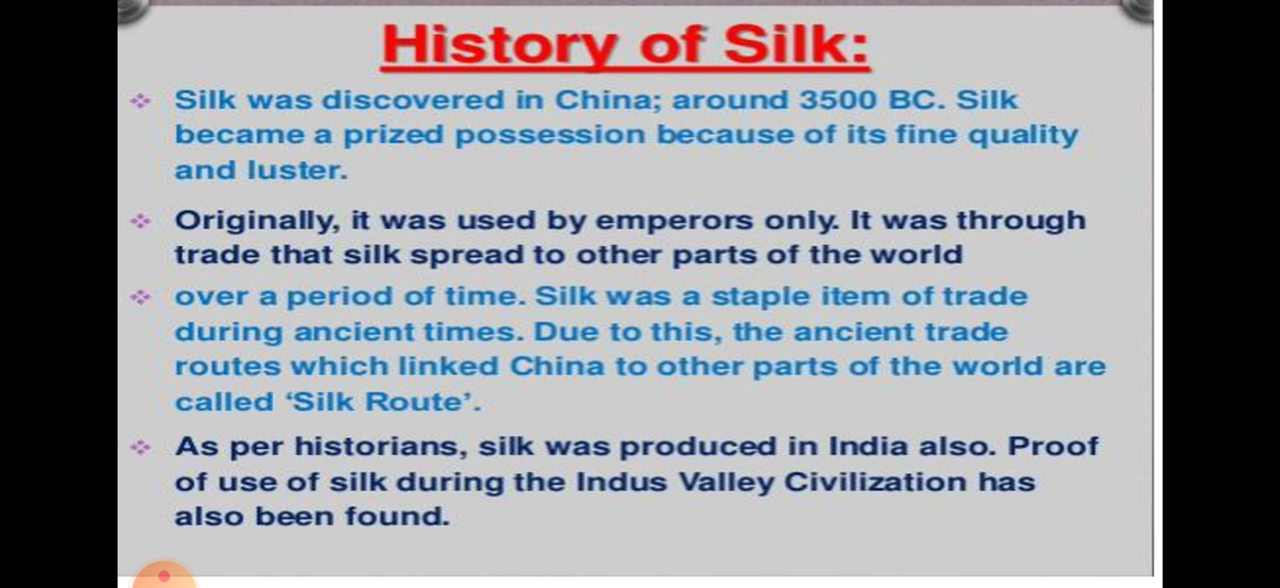 History of Silk:
❖ Silk was discovered in China; around 3500 BC. Silk
became a prized possession because of its fine quality
and luster.
❖ Originally, it was used by emperors only. It was through
trade that silk spread to other parts of the world
❖ over a period of time. Silk was a staple item of trade
during ancient times. Due to this, the ancient trade
routes which linked China to other parts of the world are
called ‘Silk Route’.
❖ As per historians, silk was produced in India also. Proof
of use of silk during the Indus Valley Civilization has
also been found.